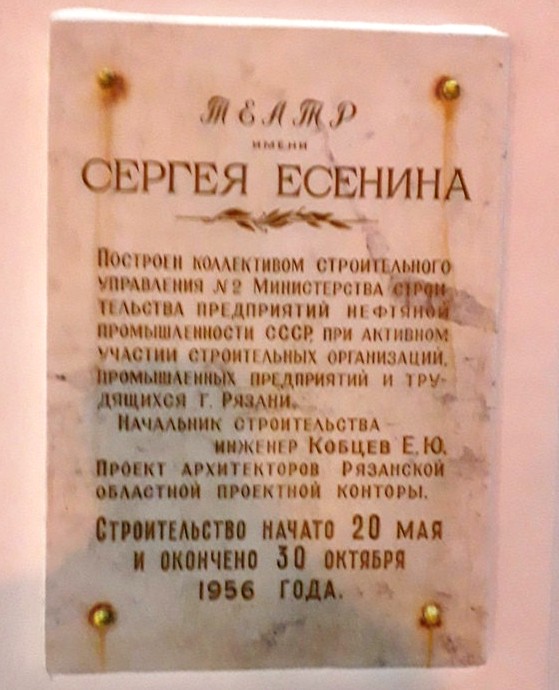 ТЕАТР
ИМЕНИ
СЕРГЕЯ ЕСЕНИНА
ПОСТРОЕН КОЛЛЕКТИВОМ СТРОИТЕЛЬНОГО
УПРАВЛЕНИЯ №2 МИНИСТЕРСТВА СТРОИ-
ТЕЛЬСТВА ПРЕДПРИЯТИЙ НЕФТЯНОЙ
ПРОМЫШЛЕННОСТИ СССР, ПРИ АКТИВНОМ
УЧАСТИИ СТРОИТЕЛЬНЫХ ОРГАНИЗАЦИЙ,
ПРОМЫШЛЕННЫХ ПРЕДПРИЯТИЙ И ТРУ-
ДЯЩИХСЯ Г. РЯЗАНИ.
НАЧАЛЬНИК СТРОИТЕЛЬСТВА -
ИНЖЕНЕР КОБЦЕВ Е.Ю.
ПРОЕКТ АРХИТЕКТОРОВ РЯЗАНСКОЙ
ОБЛАСТНОЙ ПРОЕКТНОЙ КОНТОРЫ.
СТРОИТЕЛЬСТВО НАЧАТО 20 МАЯ
И ОКОНЧЕНО 30 ОКТЯБРЯ
1956 ГОДА.